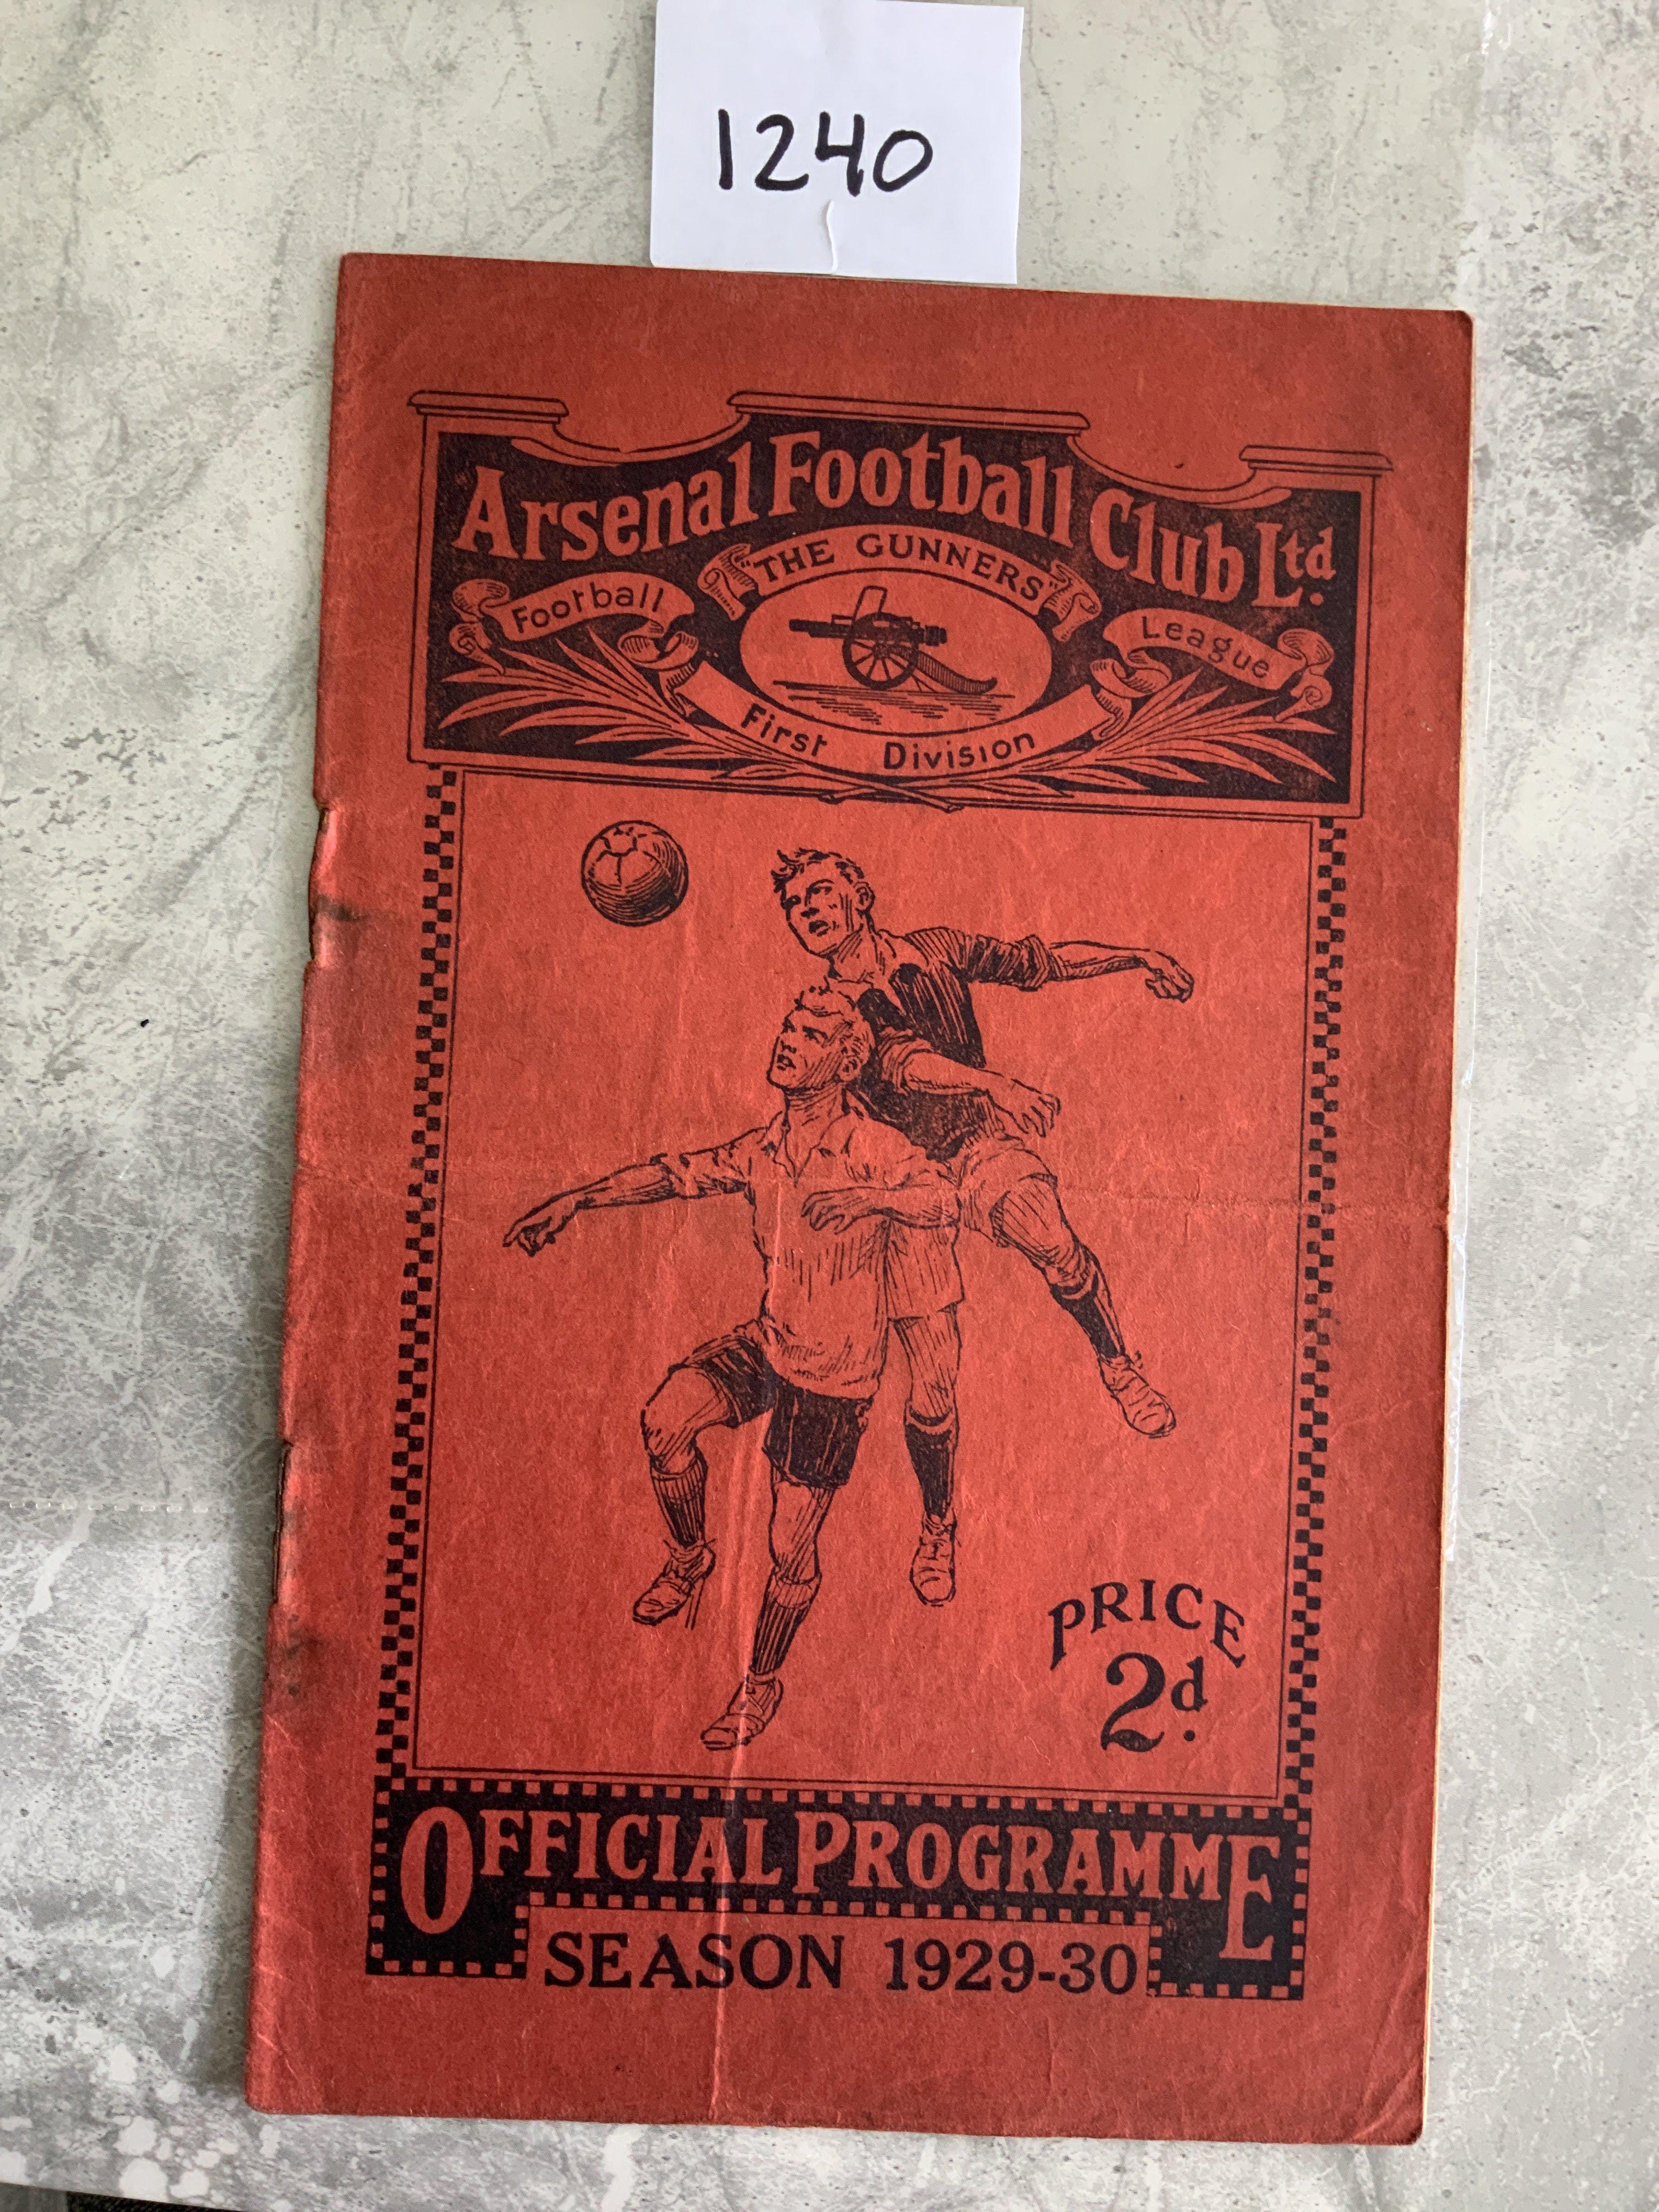 1240
Arsenal Football Club Ltd.
"THE GUNNERS"
Football League
First Division
PRICE
2d.
OFFICIAL PROGRAMME
SEASON 1929-30